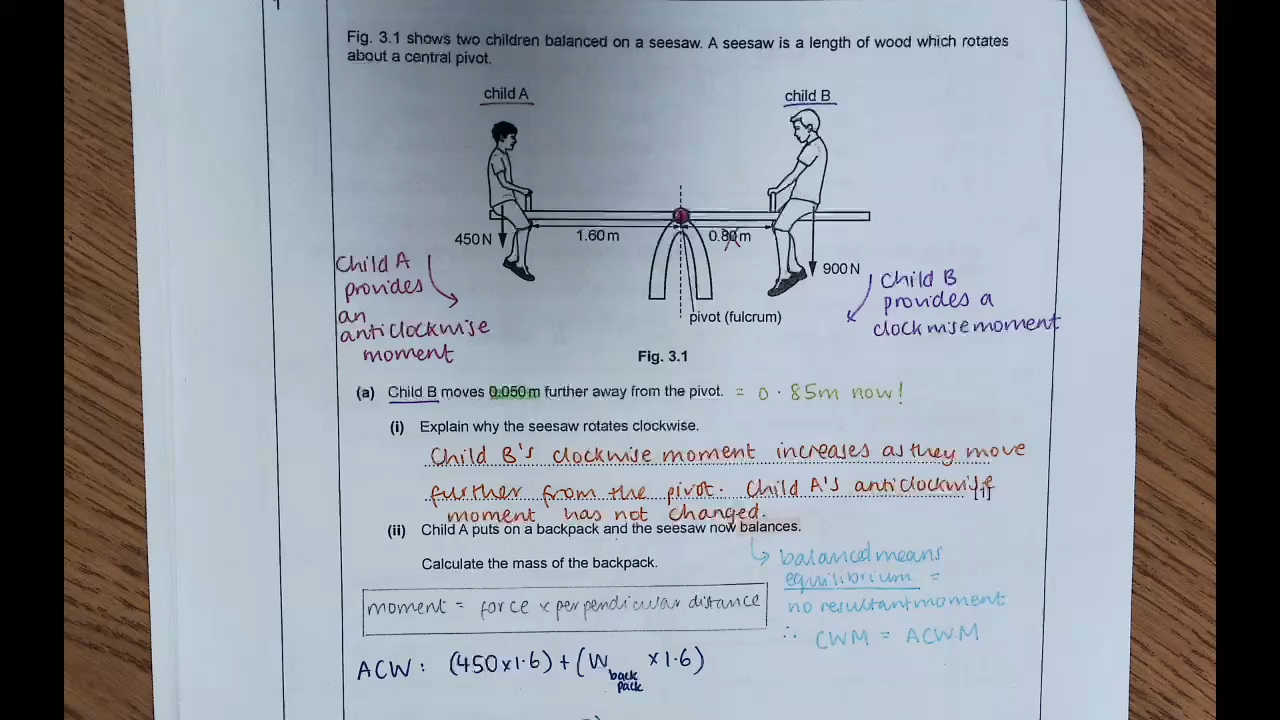 1
Fig. 3.1 shows two children balanced on a seesaw. A seesaw is a length of wood which rotates
about a central pivot.
child A
child B
450 N
1.60 m
0.80 m
900 N
pivot (fulcrum)
Child A
provides
an
anticlockwise
moment
Child B
provides a
clockwise moment
Fig. 3.1
(a) Child B moves 0.050 m further away from the pivot. = 0.85m now!
(i) Explain why the seesaw rotates clockwise.
Child B's clockwise moment increases as they move
further from the pivot. Child A's anticlockwise
moment has not changed.
(ii) Child A puts on a backpack and the seesaw now balances.
Calculate the mass of the backpack.
balanced means
equilibrium =
no resultant moment
∴ CWM = ACWM
moment = force x perpendicular distance
ACW: (450 x 1.6) + (W back pack x 1.6)